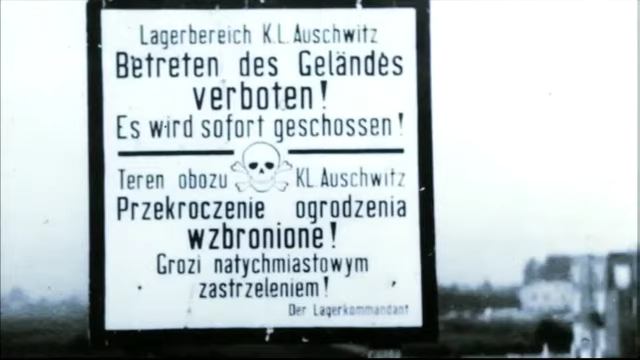 Lagerbereich K.L. Auschwitz
Betreten des Geländes
verboten!
Es wird sofort geschossen!
Teren obozu KL. Auschwitz
Przekroczenie ogrodzenia
wzbronione!
Grozi natychmiastowym
zastrzeleniem!
Der Lagerkommandant